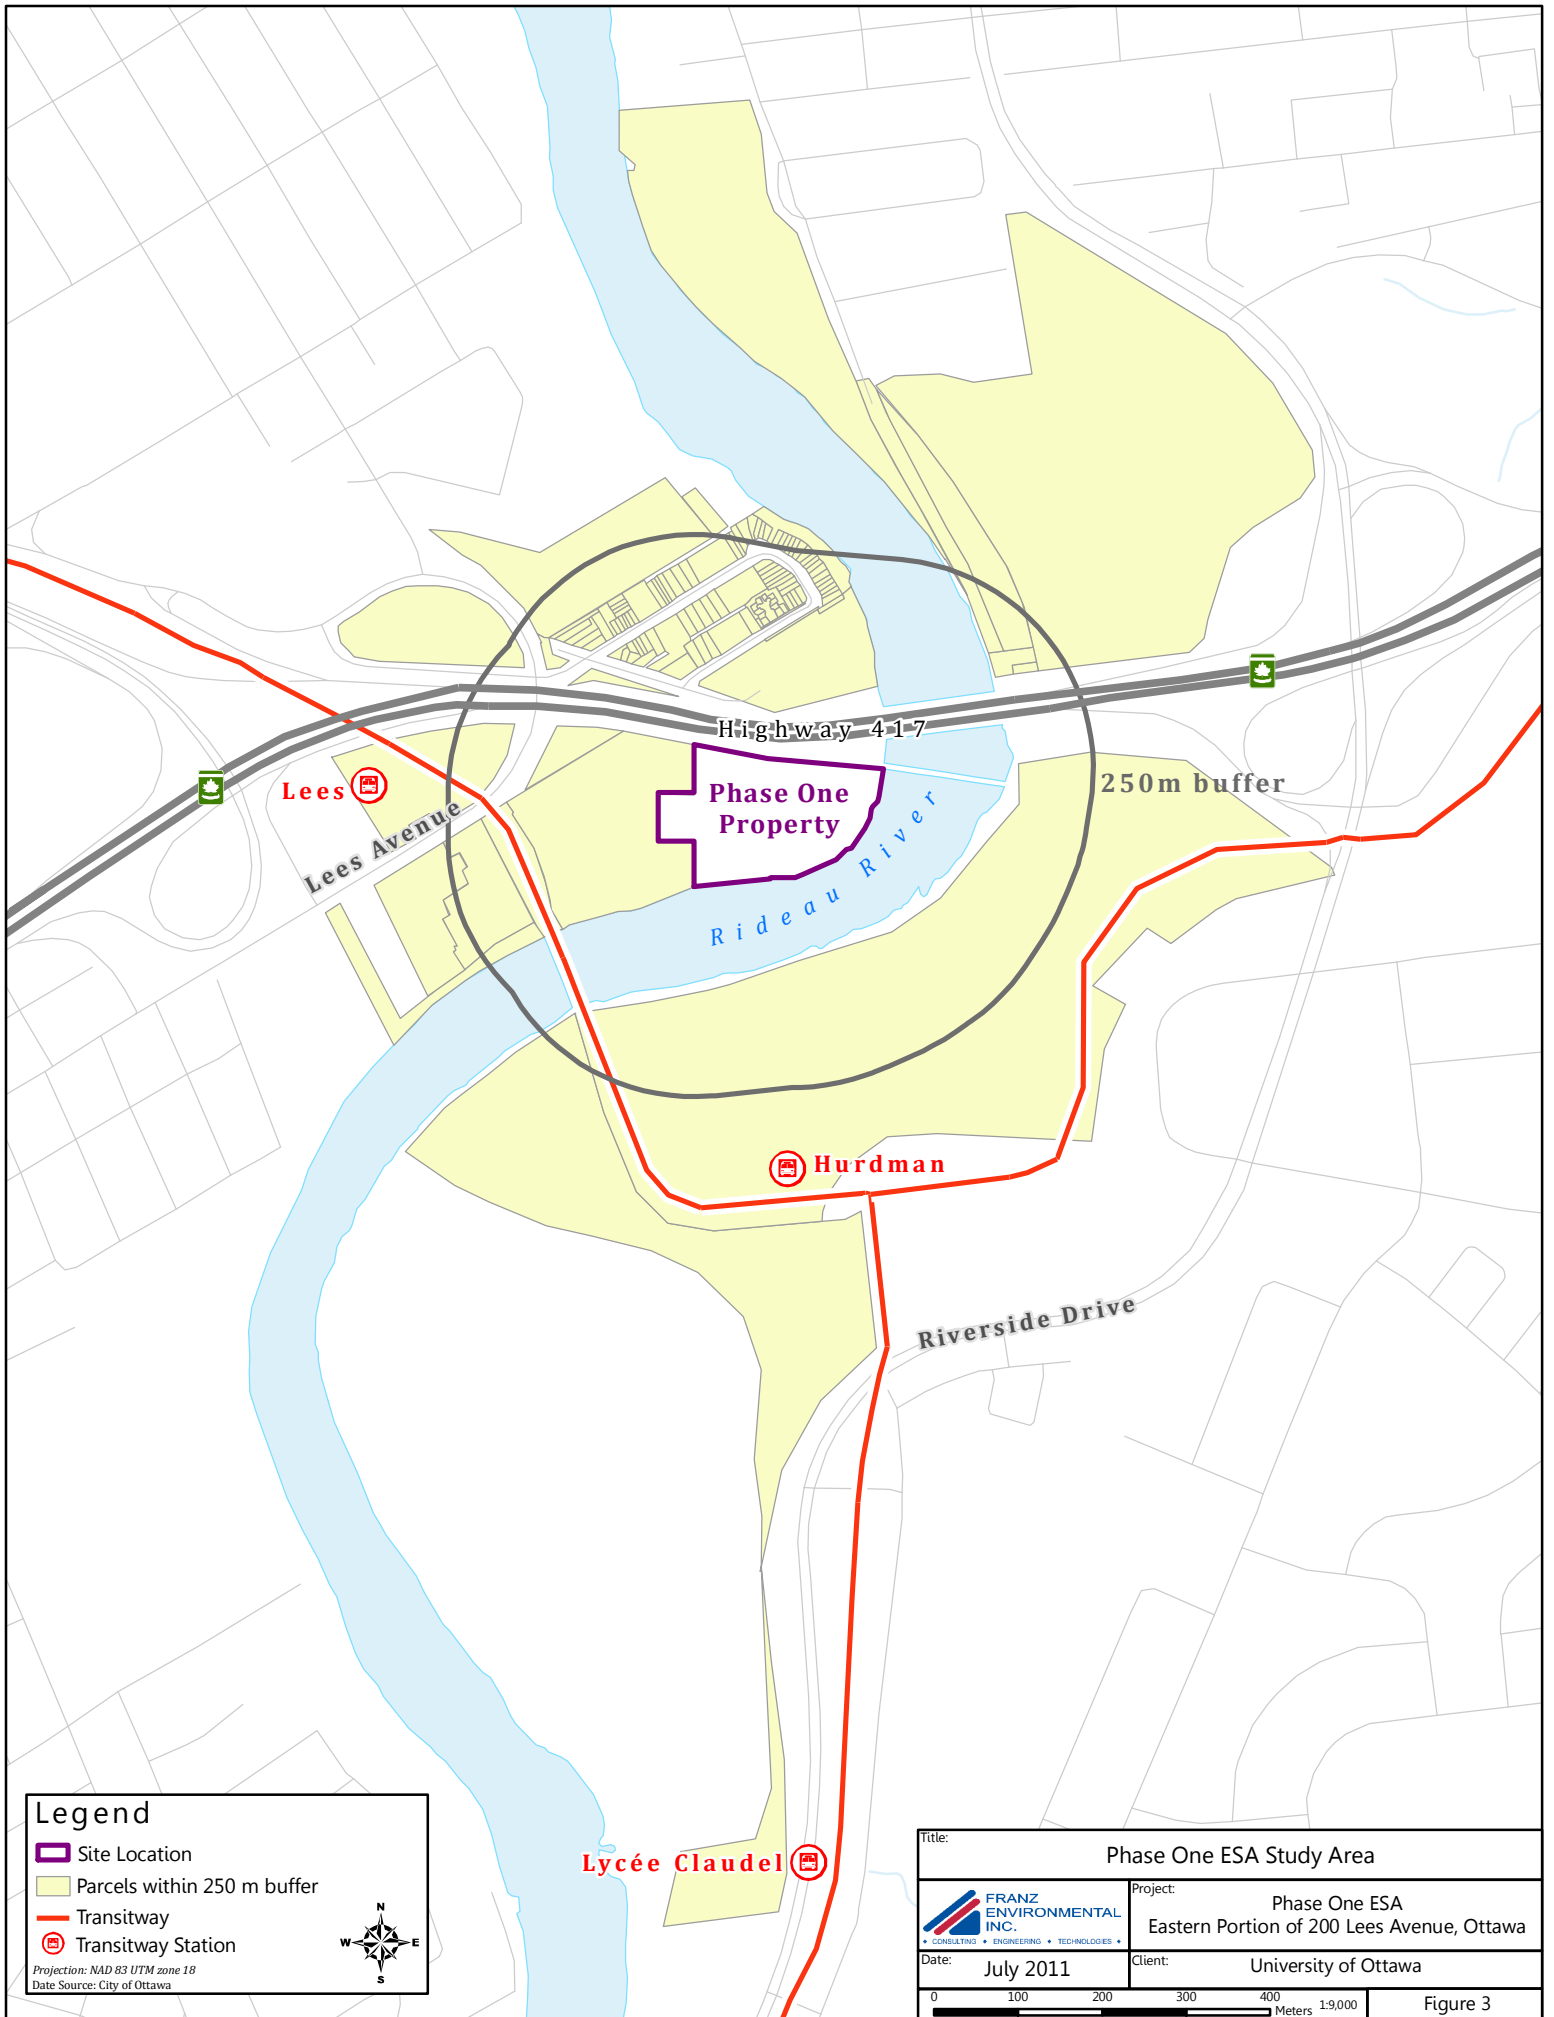 Highway 417
Lees
Lees Avenue
Phase One
Property
250m buffer
Rideau River
Hurdman
Riverside Drive
Lycée Claudel
Legend
Site Location
Parcels within 250 m buffer
Transitway
Transitway Station
N
W E
S
Projection: NAD 83 UTM zone 18
Date Source: City of Ottawa
Title:
Phase One ESA Study Area
FRANZ
ENVIRONMENTAL
INC.
CONSULTING ♦ ENGINEERING ♦ TECHNOLOGIES
Project:
Phase One ESA
Eastern Portion of 200 Lees Avenue, Ottawa
Date:
July 2011
Client:
University of Ottawa
0 100 200 300 400
Meters
1:9,000
Figure 3